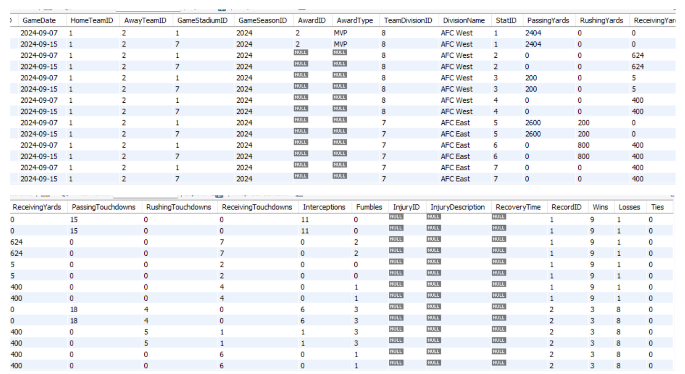 GameDate HomeTeamID AwayTeamID GameStadiumID GameSeasonID AwardID AwardType TeamDivisionID DivisionName StatID PassingYards RushingYards ReceivingYar
2024-09-07 1 2 1 2024 2 MVP 8 AFC West 1 2404 0 0
2024-09-15 1 2 7 2024 2 MVP 8 AFC West 1 2404 0 0
2024-09-07 1 2 1 2024 NULL NULL 8 AFC West 2 0 0 624
2024-09-15 1 2 7 2024 NULL NULL 8 AFC West 2 0 0 624
2024-09-07 1 2 1 2024 NULL NULL 8 AFC West 3 200 0 5
2024-09-15 1 2 7 2024 NULL NULL 8 AFC West 3 200 0 5
2024-09-07 1 2 1 2024 NULL NULL 8 AFC West 4 0 0 400
2024-09-15 1 2 7 2024 NULL NULL 8 AFC West 4 0 0 400
2024-09-07 1 2 1 2024 NULL NULL 7 AFC East 5 2600 200 0
2024-09-15 1 2 7 2024 NULL NULL 7 AFC East 5 2600 200 0
2024-09-07 1 2 1 2024 NULL NULL 7 AFC East 6 0 800 400
2024-09-15 1 2 7 2024 NULL NULL 7 AFC East 6 0 800 400
2024-09-07 1 2 1 2024 NULL NULL 7 AFC East 7 0 0 400
2024-09-15 1 2 7 2024 NULL NULL 7 AFC East 7 0 0 400
ReceivingYards PassingTouchdowns RushingTouchdowns ReceivingTouchdowns Interceptions Fumbles InjuryID InjuryDescription RecoveryTime RecordID Wins Losses Ties
0 15 0 0 11 0 NULL NULL NULL 1 9 1 0
0 15 0 0 11 0 NULL NULL NULL 1 9 1 0
624 0 0 7 0 2 NULL NULL NULL 1 9 1 0
624 0 0 7 0 2 NULL NULL NULL 1 9 1 0
5 0 0 2 0 0 NULL NULL NULL 1 9 1 0
5 0 0 2 0 0 NULL NULL NULL 1 9 1 0
400 0 0 4 0 1 NULL NULL NULL 1 9 1 0
400 0 0 4 0 1 NULL NULL NULL 1 9 1 0
0 18 4 0 6 3 NULL NULL NULL 2 3 8 0
0 18 4 0 6 3 NULL NULL NULL 2 3 8 0
400 0 5 1 1 3 NULL NULL NULL 2 3 8 0
400 0 5 1 1 3 NULL NULL NULL 2 3 8 0
400 0 0 6 0 1 NULL NULL NULL 2 3 8 0
400 0 0 6 0 1 NULL NULL NULL 2 3 8 0